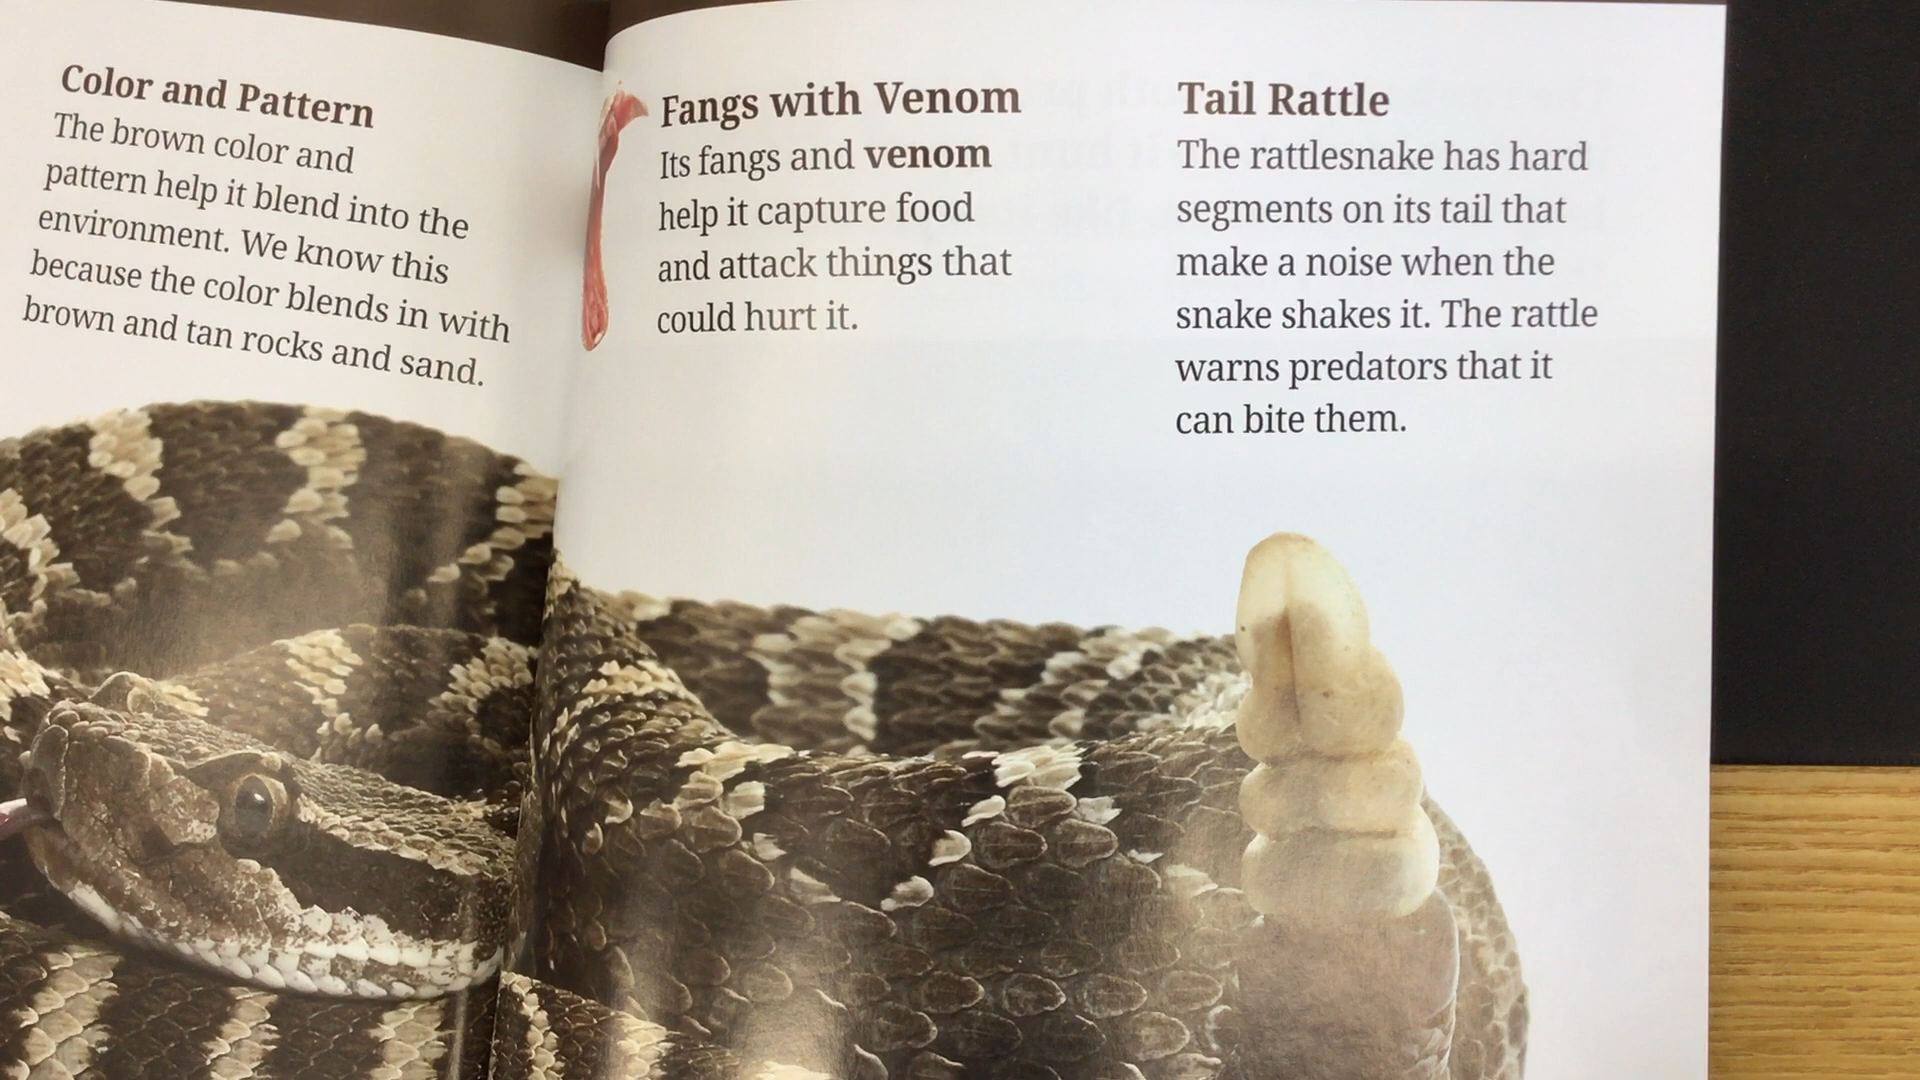 Color and Pattern
The brown color and
pattern help it blend into the
environment. We know this
because the color blends in with
brown and tan rocks and sand.
Fangs with Venom
Its fangs and venom
help it capture food
and attack things that
could hurt it.
Tail Rattle
The rattlesnake has hard
segments on its tail that
make a noise when the
snake shakes it. The rattle
warns predators that it
can bite them.